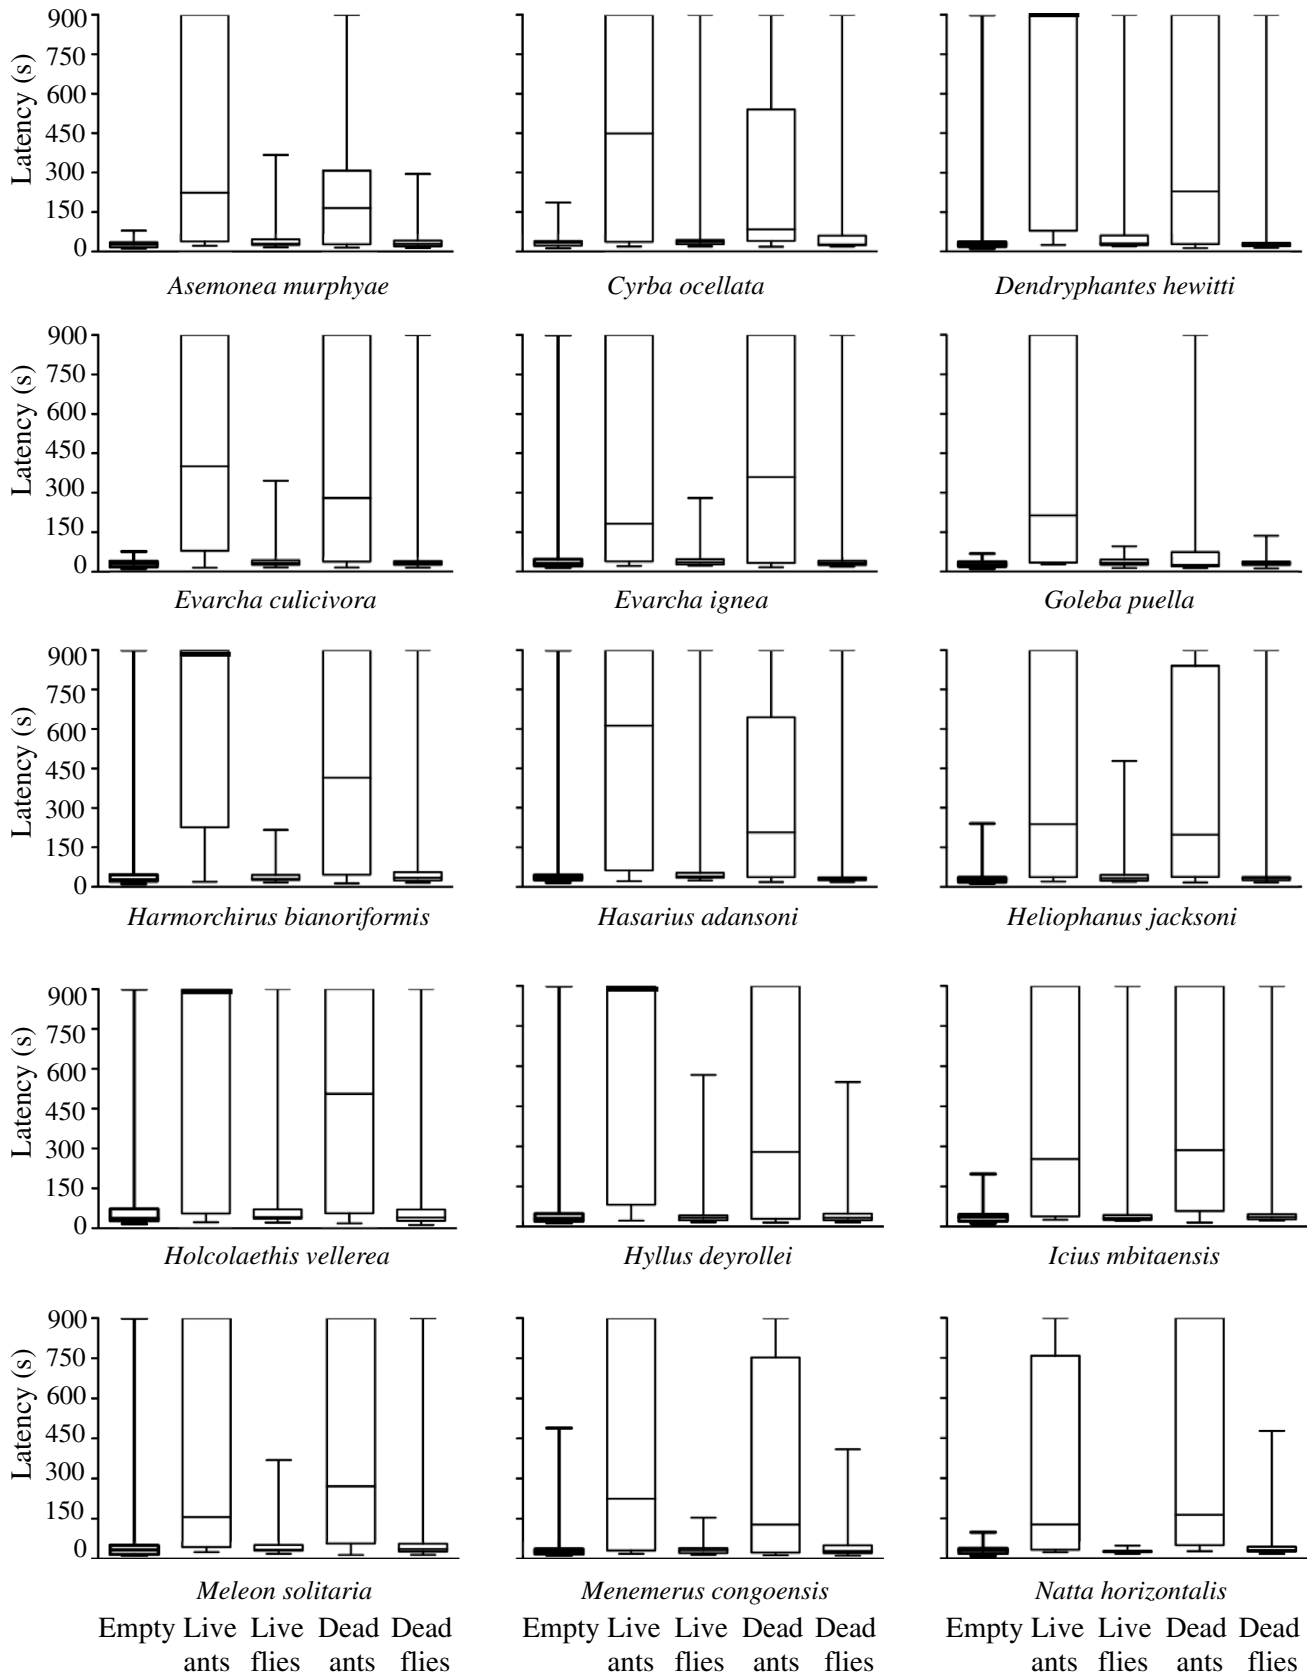 900
750
600
450
300
150
0
Latency (s)
Asemonea murphyae
Cyrba ocellata
Dendryphantes hewitti
900
750
600
450
300
150
0
Latency (s)
Evarcha culicivora
Evarcha ignea
Goleba puella
900
750
600
450
300
150
0
Latency (s)
Harmorchirus bianoriformis
Hasarius adansoni
Heliophanus jacksoni
900
750
600
450
300
150
0
Latency (s)
Holcolaethis vellerea
Hyllus deyrollei
Icius mbitaensis
900
750
600
450
300
150
0
Latency (s)
Meleon solitaria
Menemerus congoensis
Natta horizontalis
Empty Live Live Dead Dead
ants flies ants flies
Empty Live Live Dead Dead
ants flies ants flies
Empty Live Live Dead Dead
ants flies ants flies